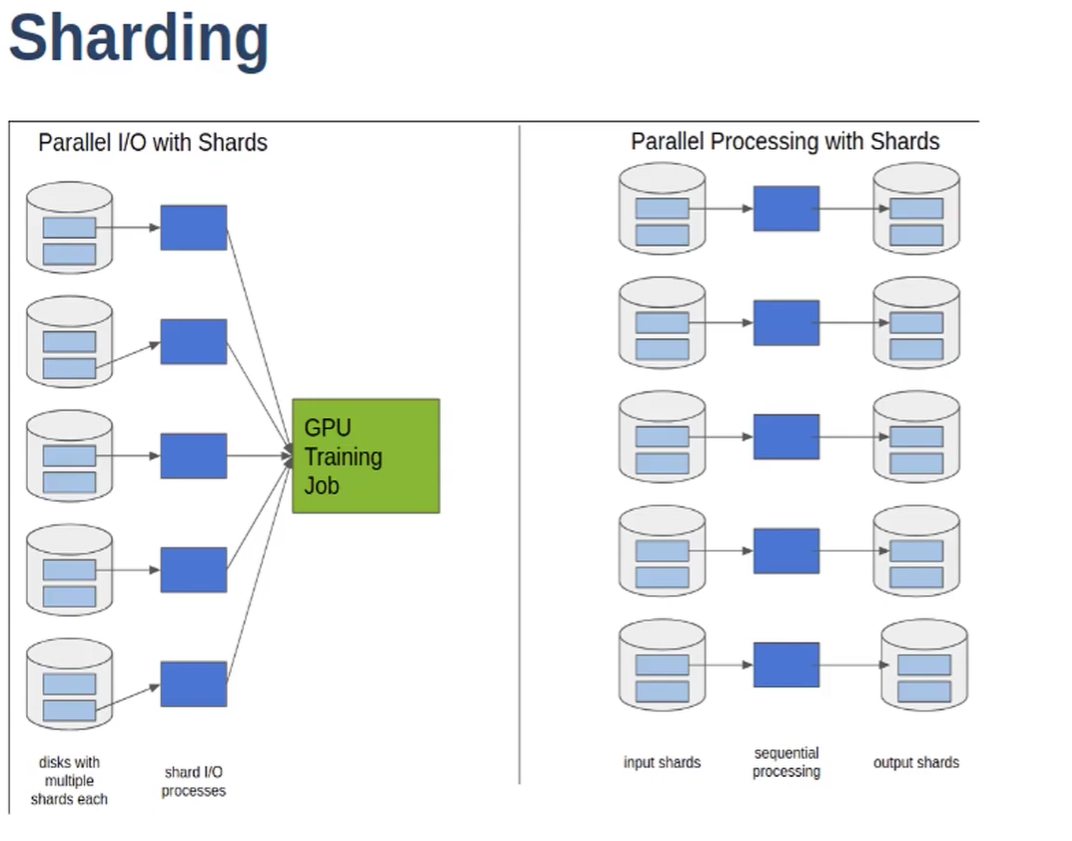 Sharding
Parallel I/O with Shards
Parallel Processing with Shards
GPU
Training
Job
disks with
multiple
shards each
shard I/O
processes
input shards
sequential
processing
output shards